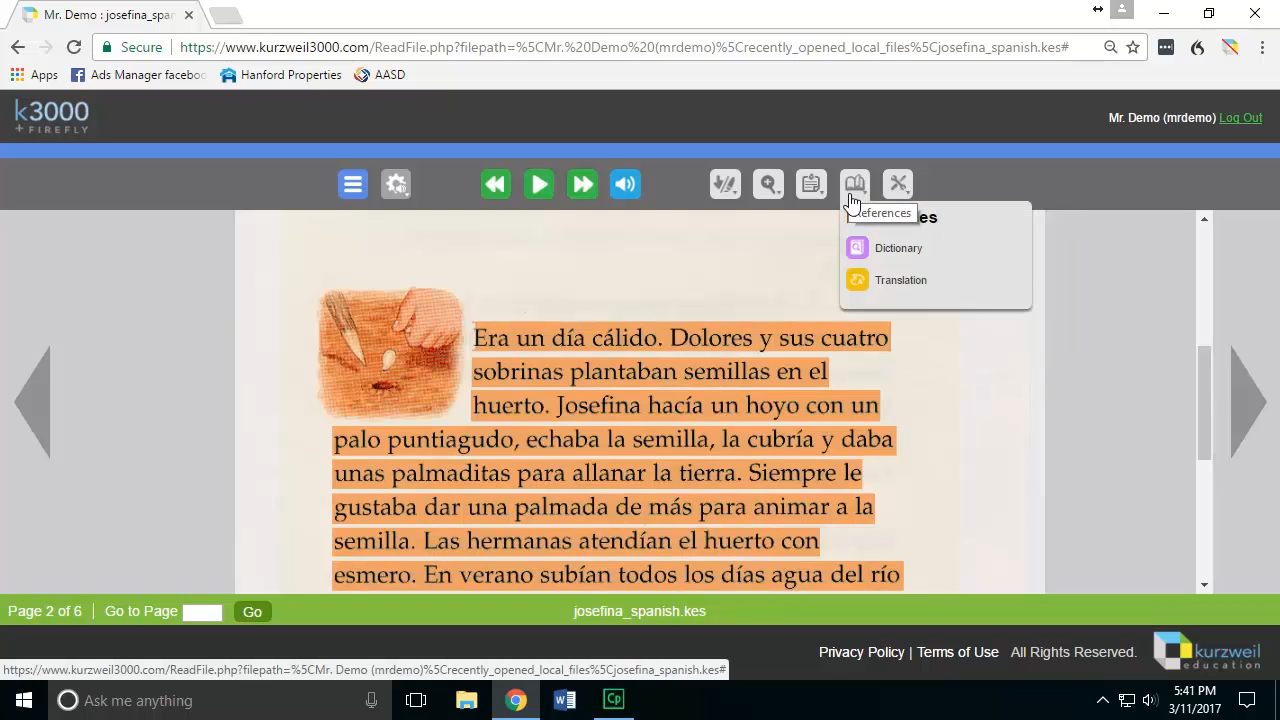 Mr. Demo : josefina_spar
Secure
https://www.kurzweil3000.com/ReadFile.php?filepath=%5CMr.%20Demo%20(mrdemo)%5Crecently_opened_local_files%5Cjosefina_spanish.kes#
Apps
Ads Manager faceboo
Hanford Properties
AASD
k3000
+ FIREFLY
Mr. Demo (mrdemo) Log Out
References
es
Dictionary
Translation
Era un día cálido. Dolores y sus cuatro
sobrinas plantaban semillas en el
huerto. Josefina hacía un hoyo con un
palo puntiagudo, echaba la semilla, la cubría y daba
unas palmaditas para allanar la tierra. Siempre le
gustaba dar una palmada de más para animar a la
semilla. Las hermanas atendían el huerto con
esmero. En verano subían todos los días agua del río
Page 2 of 6
Go to Page
Go
josefina_spanish.kes
Privacy Policy | Terms of Use All Rights Reserved.
kurzweil
education
https://www.kurzweil3000.com/ReadFile.php?filepath=%5CMr. Demo (mrdemo)%5Crecently_opened_local_files%5Cjosefina_spanish.kes#
Ask me anything
Cp
5:41 PM
3/11/2017